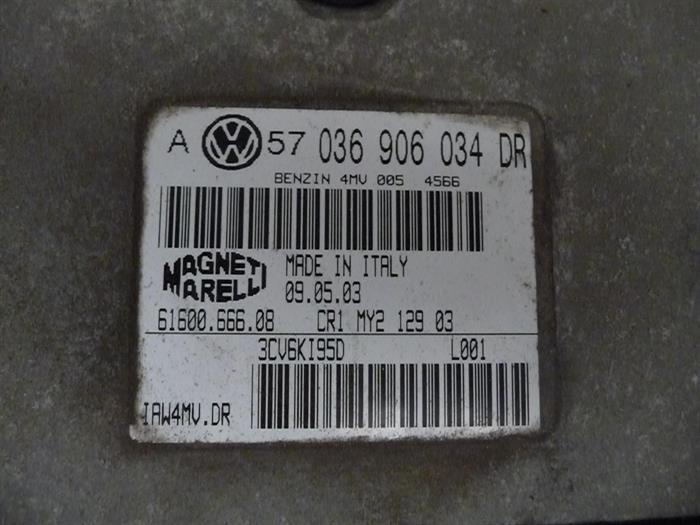 A VW 57 036 906 034 DR
BENZIN 4MV 005 4566
MAGNETI MARELLI
MADE IN ITALY
09.05.03
61600.666.08 CR1 MY2 129 03
3CV6KI95D L001
IAW4MV.DR